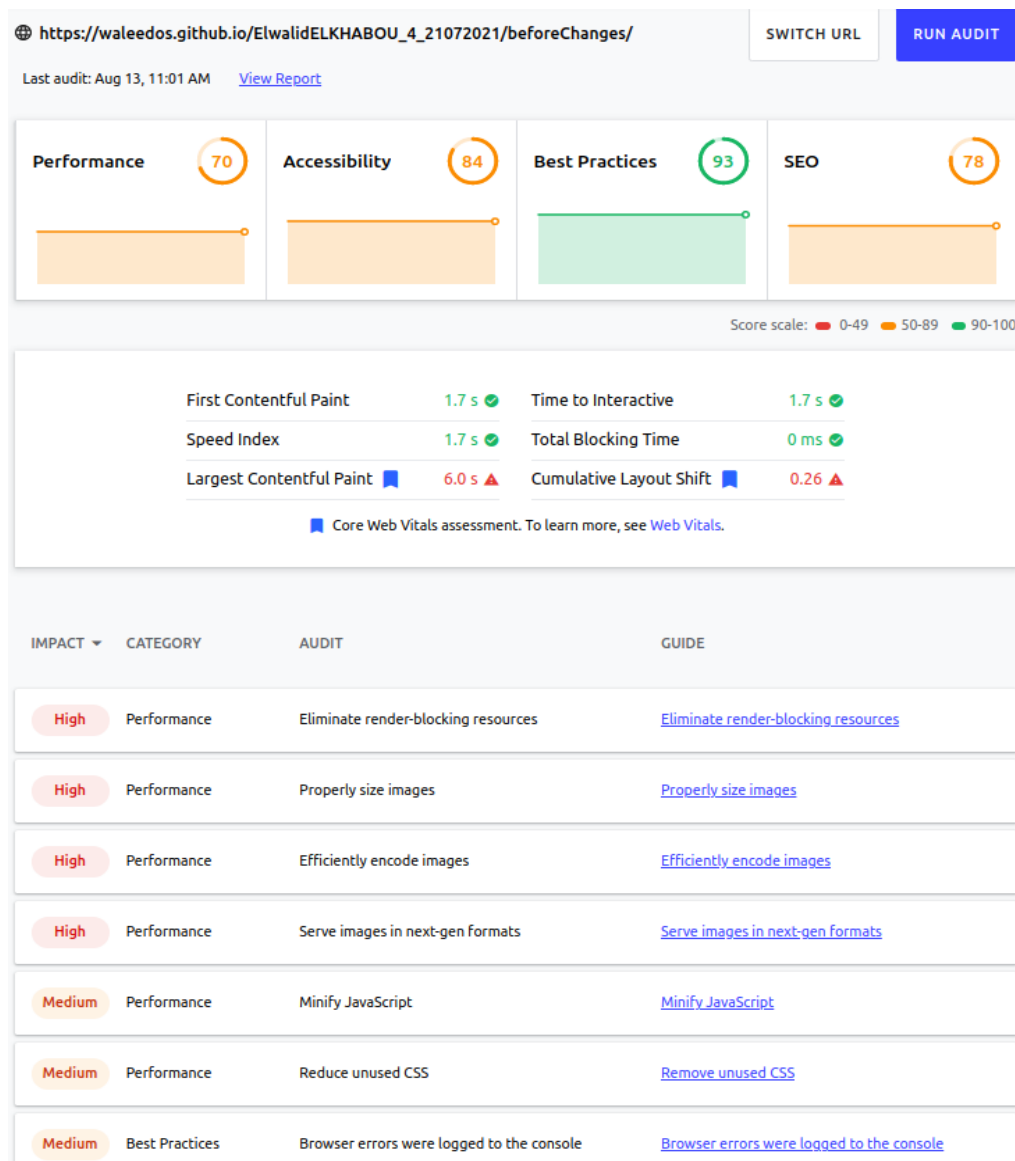 https://waleedos.github.io/ElwalidELKHABOU_4_21072021/beforeChanges/ SWITCH URL RUN AUDIT
Last audit: Aug 13, 11:01 AM View Report
Performance 70 Accessibility 84 Best Practices 93 SEO 78
Score scale: 0-49 50-89 90-100
First Contentful Paint 1.7 s Time to Interactive 1.7 s
Speed Index 1.7 s Total Blocking Time 0 ms
Largest Contentful Paint 6.0 s Cumulative Layout Shift 0.26
Core Web Vitals assessment. To learn more, see Web Vitals.
IMPACT CATEGORY AUDIT GUIDE
High Performance Eliminate render-blocking resources Eliminate render-blocking resources
High Performance Properly size images Properly size images
High Performance Efficiently encode images Efficiently encode images
High Performance Serve images in next-gen formats Serve images in next-gen formats
Medium Performance Minify JavaScript Minify JavaScript
Medium Performance Reduce unused CSS Remove unused CSS
Medium Best Practices Browser errors were logged to the console Browser errors were logged to the console